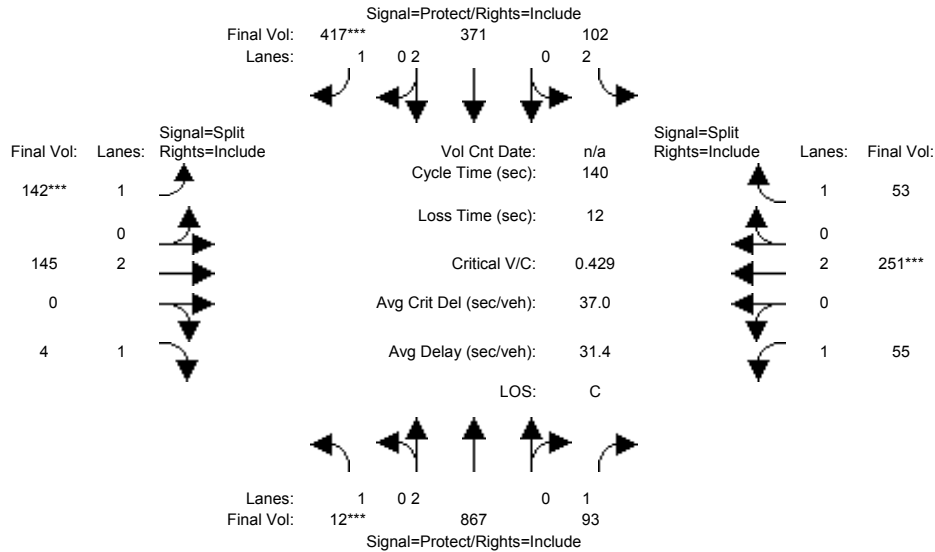 Signal=Protect/Rights=Include
Final Vol: 417*** 371 102
Lanes: 1 0 2 0 2
Signal=Split Signal=Split
Final Vol: Lanes: Rights=Include Vol Cnt Date: n/a Rights=Include Lanes: Final Vol:
Cycle Time (sec): 140
142*** 1 1 53
Loss Time (sec): 12
0 0
145 2 Critical V/C: 0.429 2 251***
0 Avg Crit Del (sec/veh): 37.0 0
4 1 Avg Delay (sec/veh): 31.4 1 55
LOS: C
Lanes: 1 0 2 0 1
Final Vol: 12*** 867 93
Signal=Protect/Rights=Include